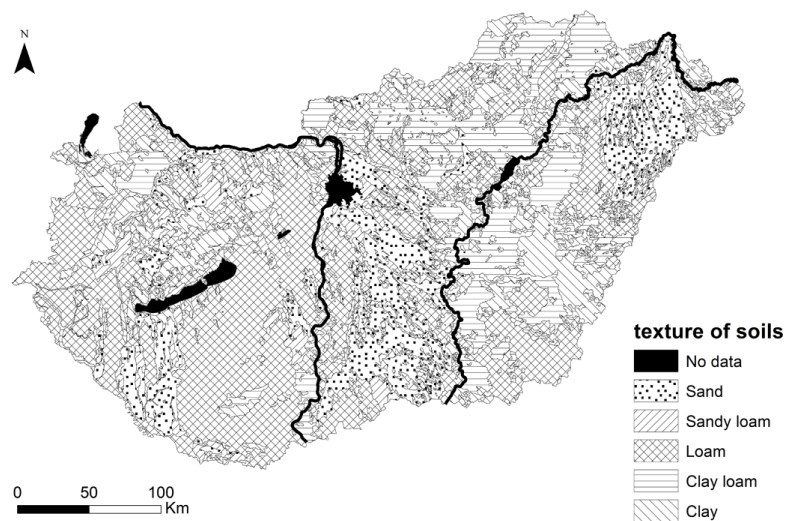 N
texture of soils
No data
Sand
Sandy loam
Loam
Clay loam
Clay
0 50 100
Km